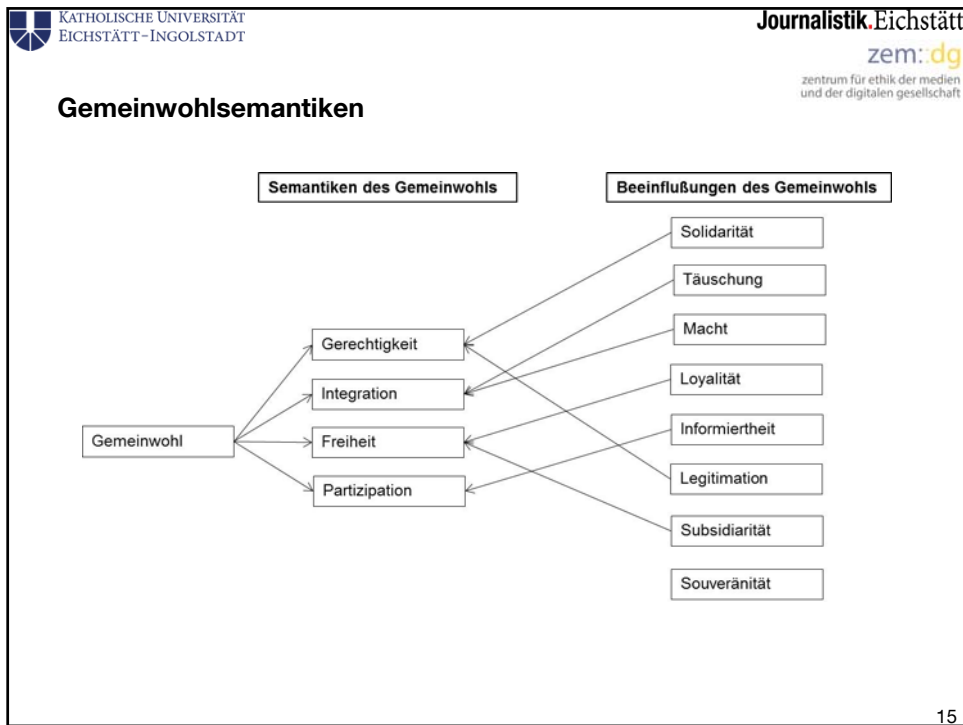 KATHOLISCHE UNIVERSITÄT
EICHSTÄTT-INGOLSTADT
Journalistik.Eichstätt
zem::dg
zentrum für ethik der medien
und der digitalen gesellschaft
Gemeinwohlsemantiken
Semantiken des Gemeinwohls
Beeinflußungen des Gemeinwohls
Solidarität
Täuschung
Macht
Gerechtigkeit
Loyalität
Integration
Informiertheit
Gemeinwohl
Freiheit
Legitimation
Partizipation
Subsidiarität
Souveränität
15